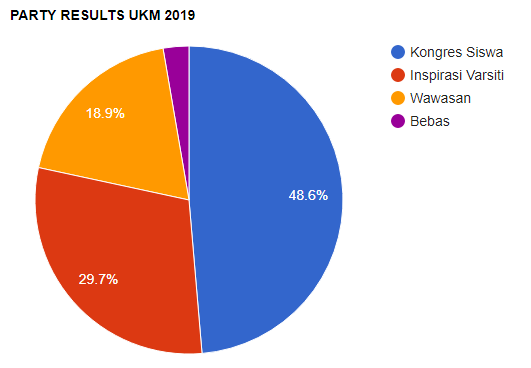 PARTY RESULTS UKM 2019
Kongres Siswa
Inspirasi Varsiti
Wawasan
Bebas
18.9%
48.6%
29.7%